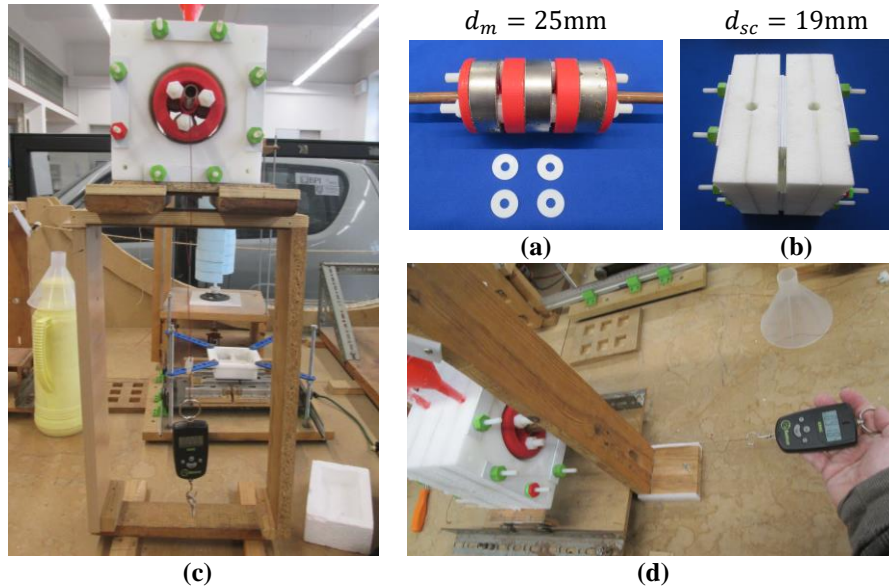 d_m = 25mm
d_sc = 19mm
(a)
(b)
(c)
(d)